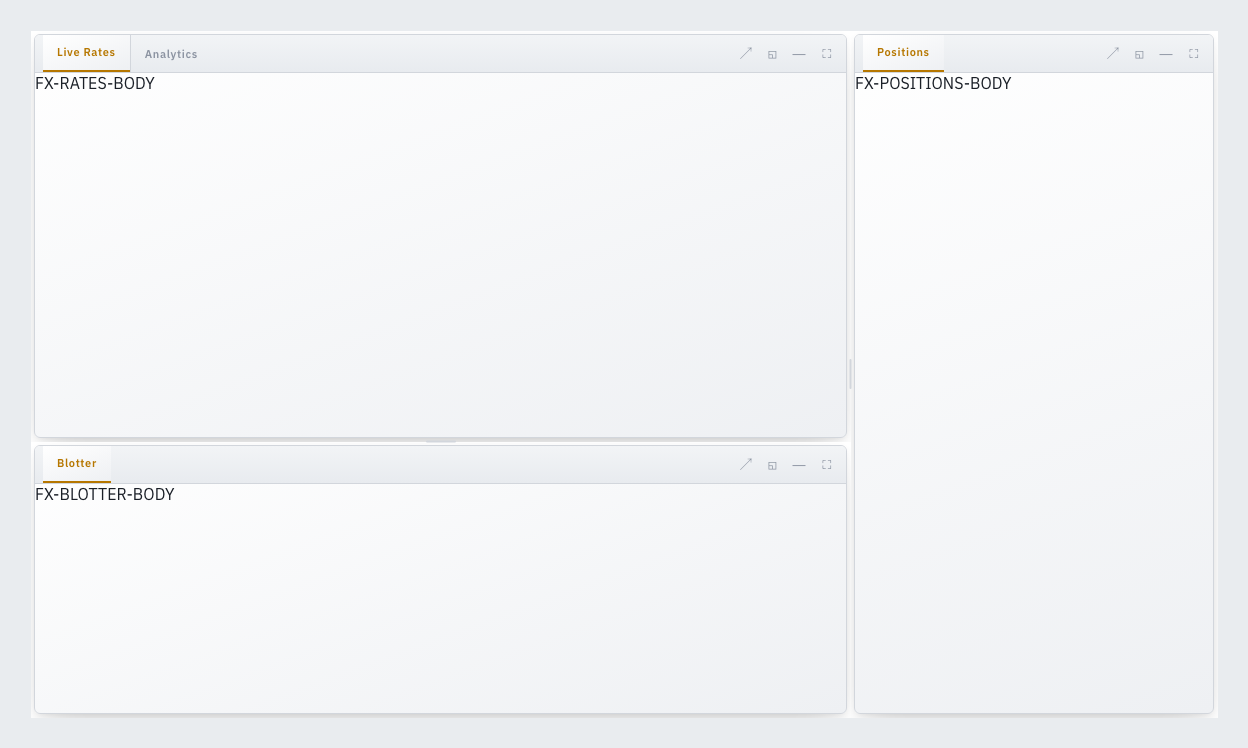 Live Rates Analytics
FX-RATES-BODY
Blotter
FX-BLOTTER-BODY
Positions
FX-POSITIONS-BODY